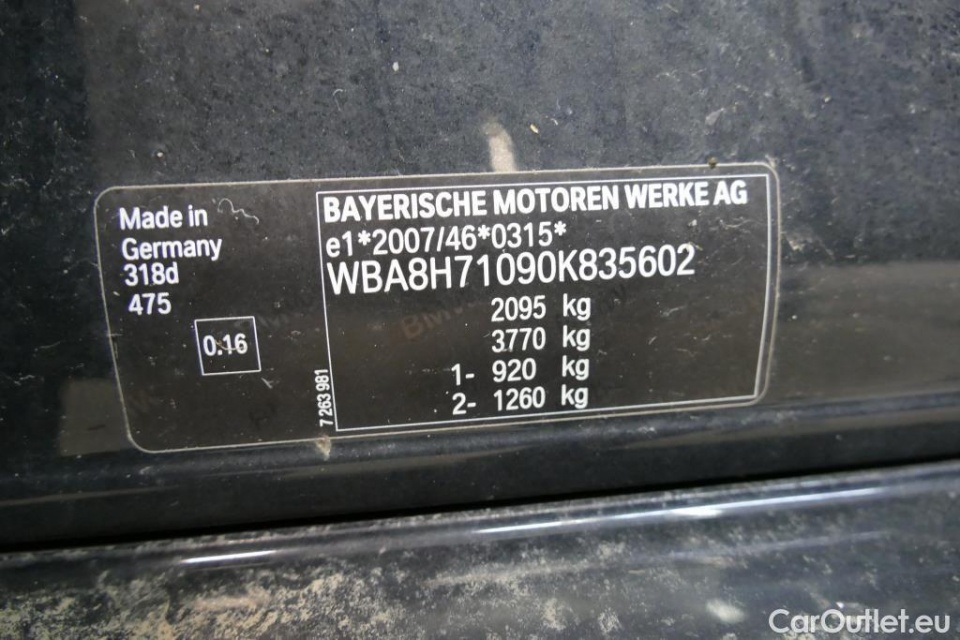 Made in
Germany
318d
475
0.16
7 263 981
BAYERISCHE MOTOREN WERKE AG
e1*2007/46*0315*
WBA8H71090K835602
2095 kg
3770 kg
1- 920 kg
2- 1260 kg
CarOutlet.eu